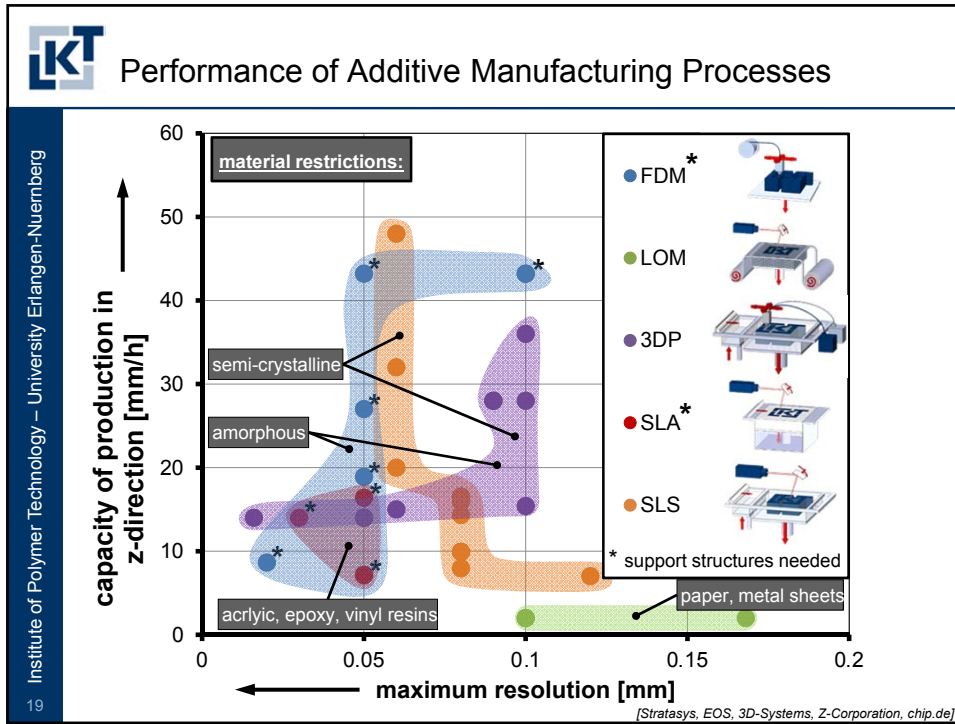 LKT
Performance of Additive Manufacturing Processes
Institute of Polymer Technology – University Erlangen-Nuernberg
19
capacity of production in
z-direction [mm/h]
60
50
40
30
20
10
0
material restrictions:
semi-crystalline
amorphous
acrlyic, epoxy, vinyl resins
paper, metal sheets
*
*
*
*
*
*
*
*
FDM*
LOM
3DP
SLA*
SLS
* support structures needed
0
0.05
0.1
0.15
0.2
maximum resolution [mm]
[Stratasys, EOS, 3D-Systems, Z-Corporation, chip.de]